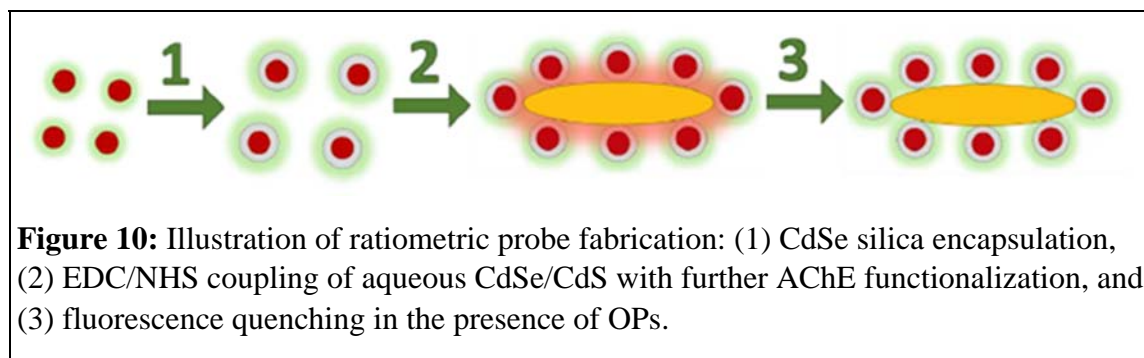 1 2 3
Figure 10: Illustration of ratiometric probe fabrication: (1) CdSe silica encapsulation,
(2) EDC/NHS coupling of aqueous CdSe/CdS with further AChE functionalization, and
(3) fluorescence quenching in the presence of OPs.